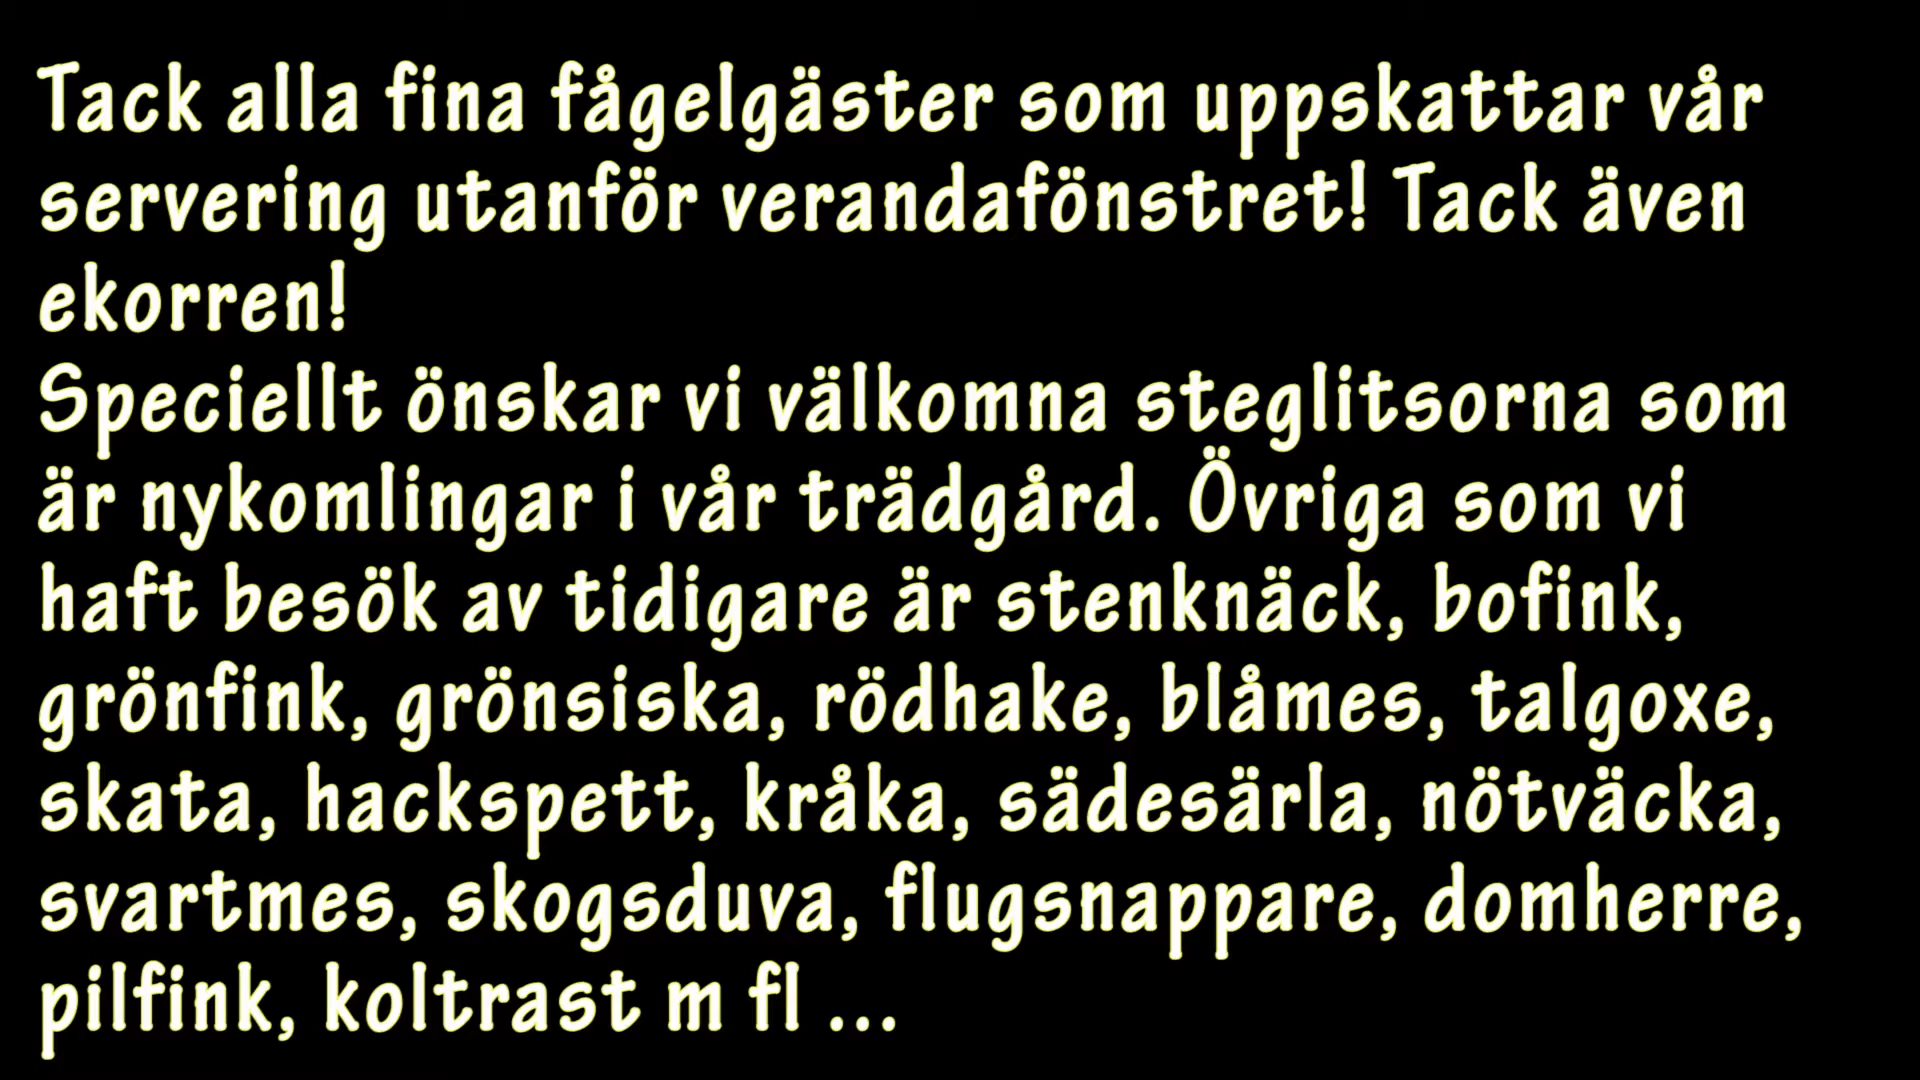 Tack alla fina fågelgäster som uppskattar vår
servering utanför verandafönstret! Tack även
ekorren!
Speciellt önskar vi välkomna steglitsorna som
är nykomlingar i vår trädgård. Övriga som vi
haft besök av tidigare är stenknäck, bofink,
grönfink, grönsiska, rödhake, blåmes, talgoxe,
skata, hackspett, kråka, sädesärla, nötväcka,
svartmes, skogsduva, flugsnappare, domherre,
pilfink, koltrast m fl ...